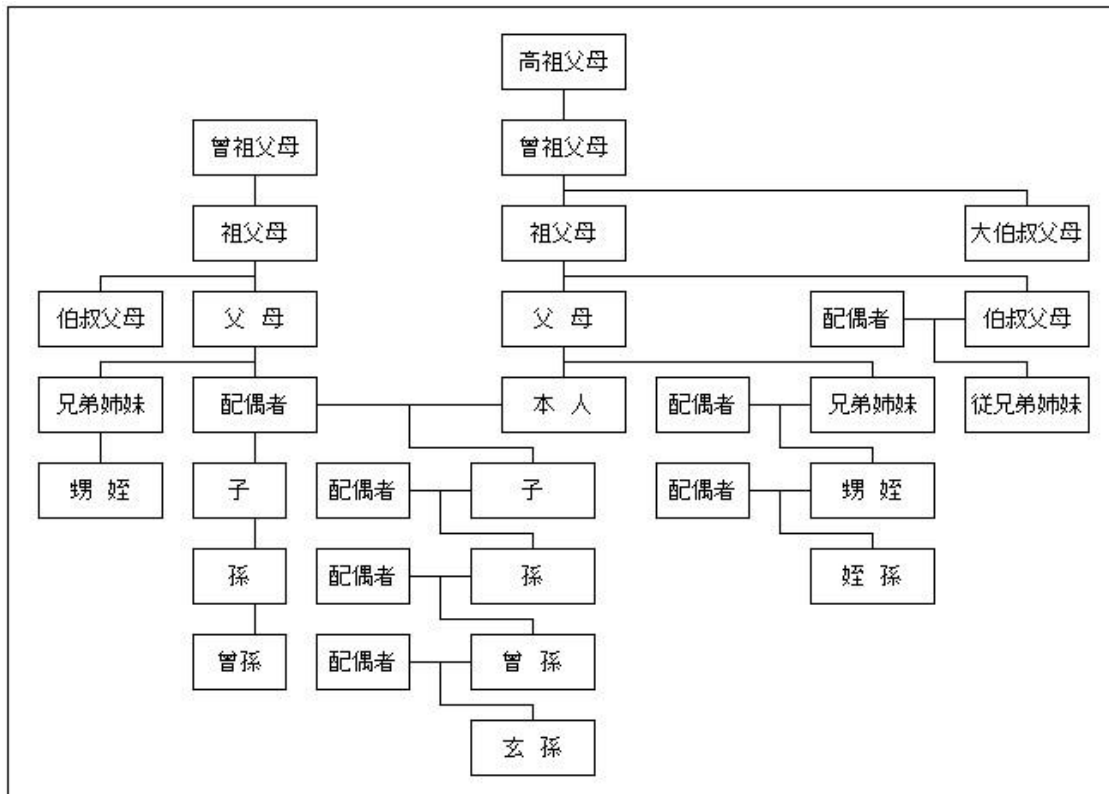 高祖父母
曾祖父母
曾祖父母
祖父母
祖父母
大伯叔父母
伯叔父母
父 母
父 母
配偶者
伯叔父母
兄弟姉妹
配偶者
本 人
配偶者
兄弟姉妹
従兄弟姉妹
甥 姪
子
配偶者
子
配偶者
甥 姪
孫
配偶者
孫
姪 孫
曾孫
配偶者
曾 孫
玄 孫